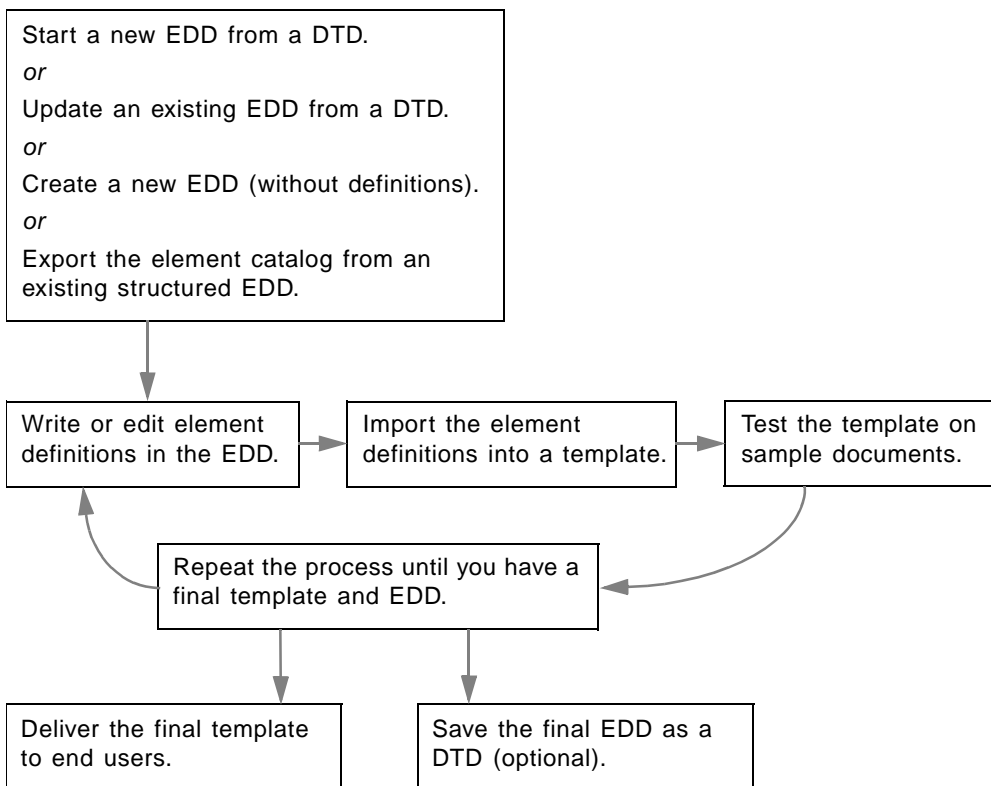 Start a new EDD from a DTD.
or
Update an existing EDD from a DTD.
or
Create a new EDD (without definitions).
or
Export the element catalog from an
existing structured EDD.
Write or edit element
definitions in the EDD.
Import the element
definitions into a template.
Test the template on
sample documents.
Repeat the process until you have a
final template and EDD.
Deliver the final template
to end users.
Save the final EDD as a
DTD (optional).